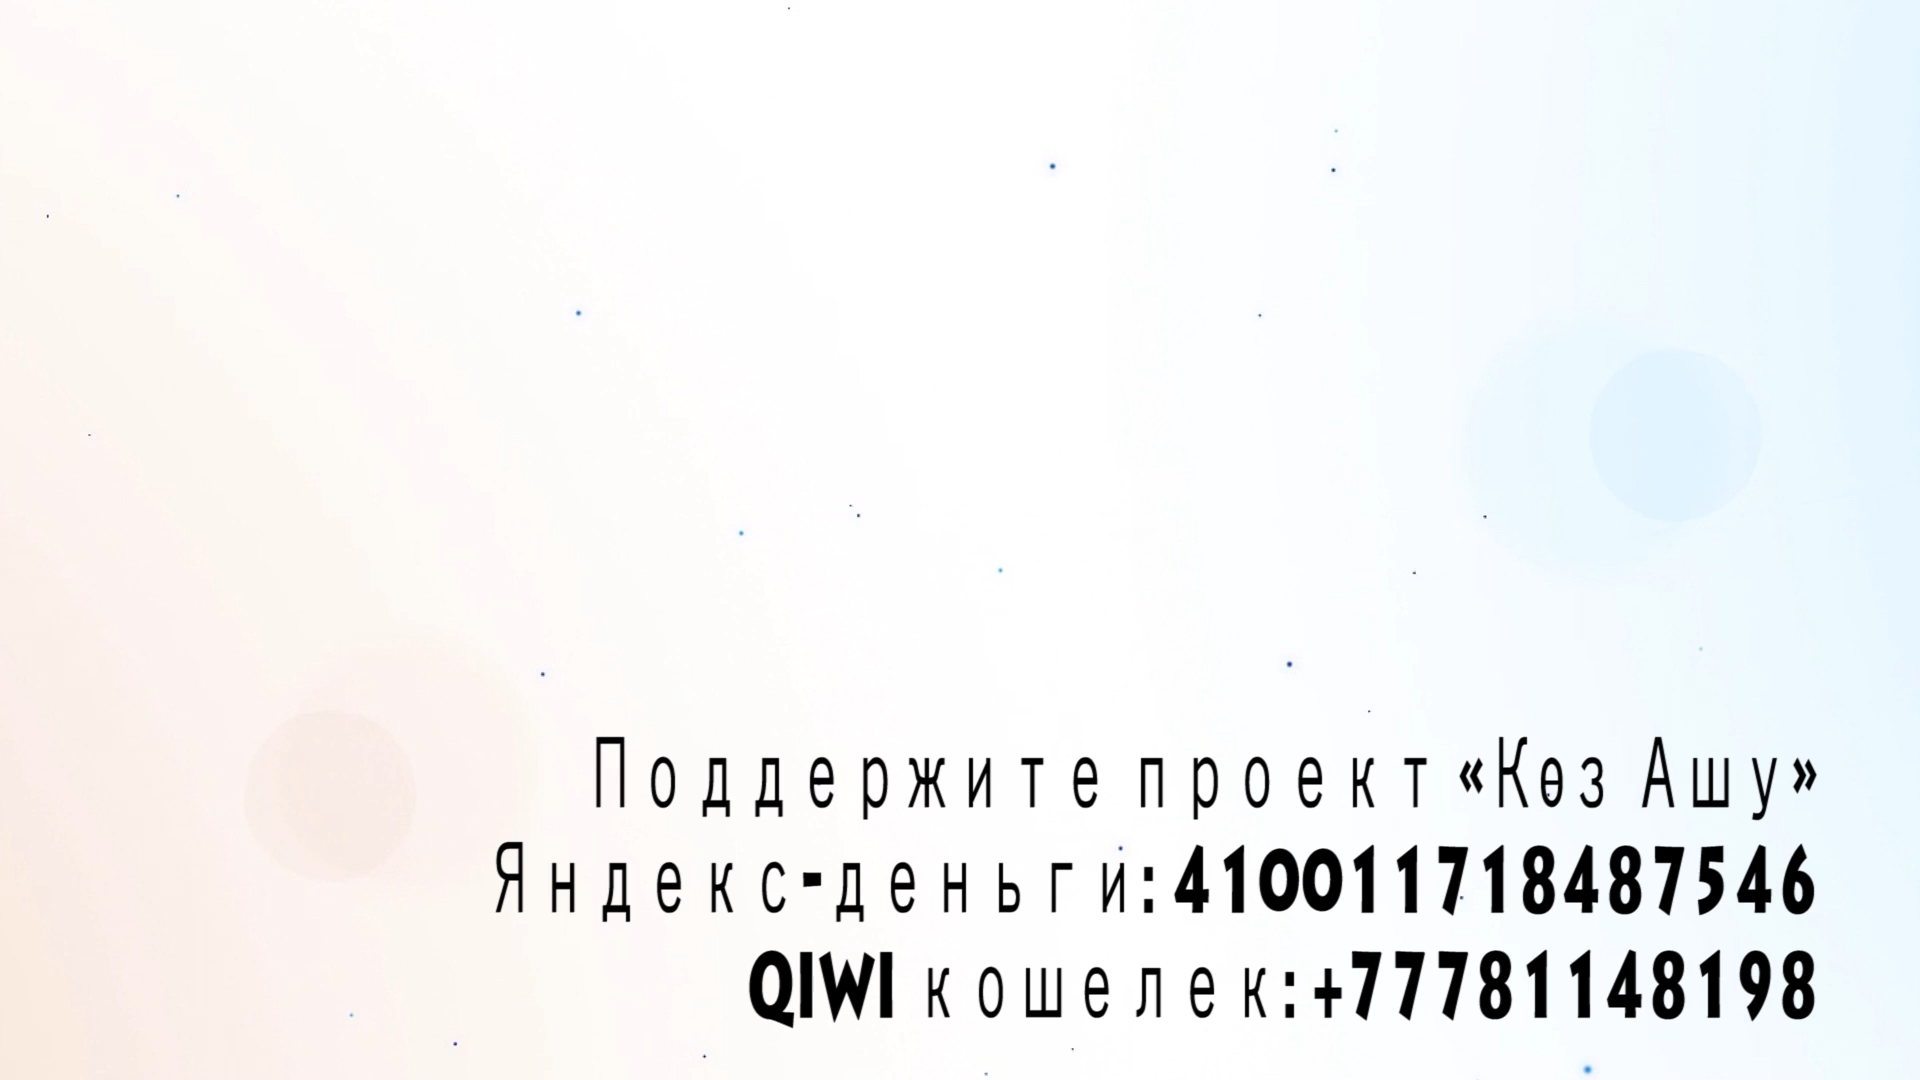 Поддержите проект «Көз Ашу»
Яндекс-деньги:410011718487546
QIWI кошелек:+77781148198